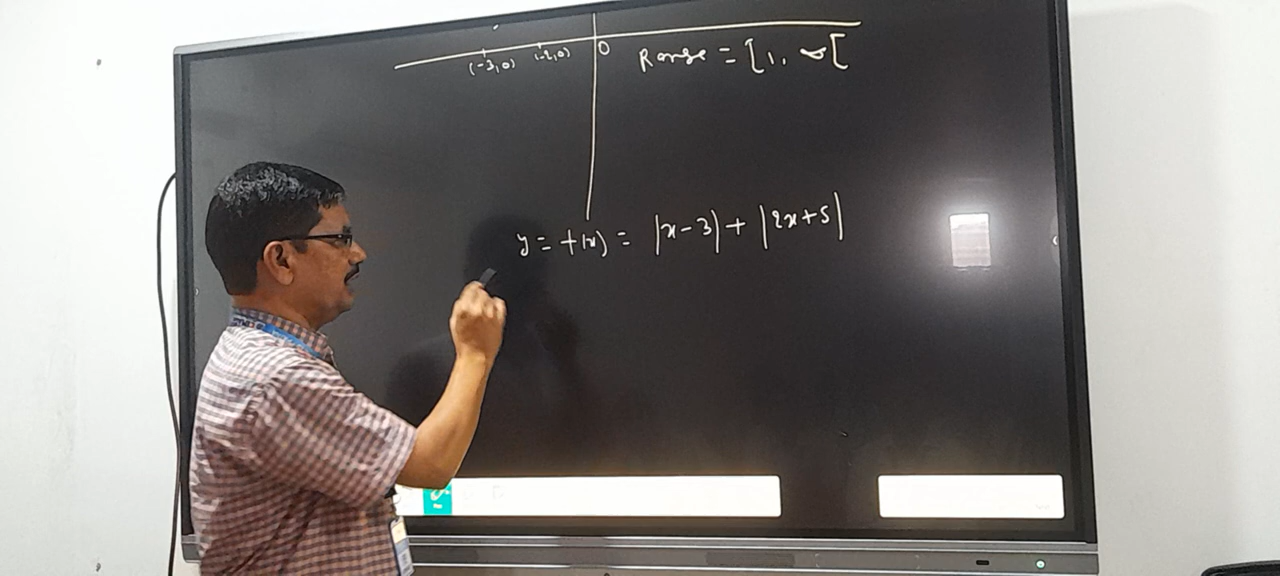 (-3,0) (-2,0) 0 Range = [1, ∞[
y = f(x) = |x-3| + |2x+5|